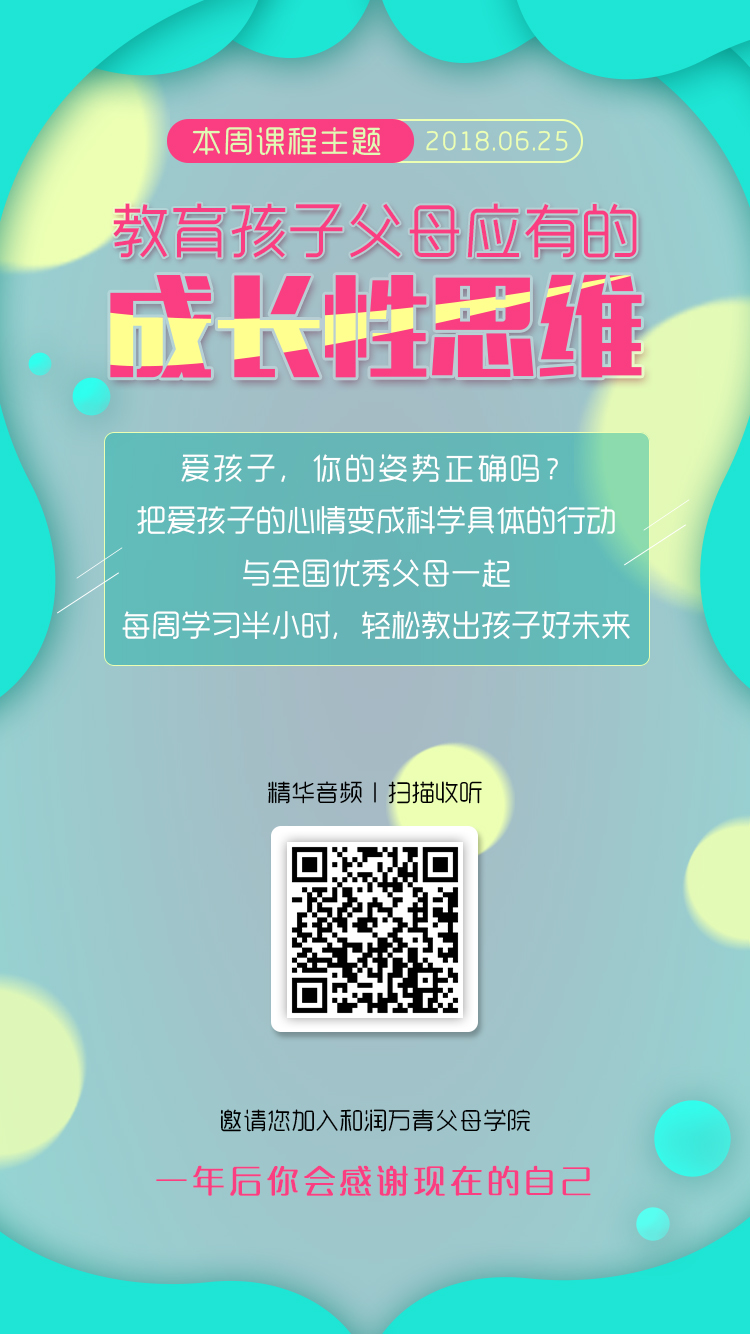 本周课程主题 2018.06.25
教育孩子父母应有的
成长性思维
爱孩子，你的姿势正确吗？
把爱孩子的心情变成科学具体的行动
与全国优秀父母一起
每周学习半小时，轻松教出孩子好未来
精华音频丨扫描收听
邀请您加入和润万青父母学院
一年后你会感谢现在的自己